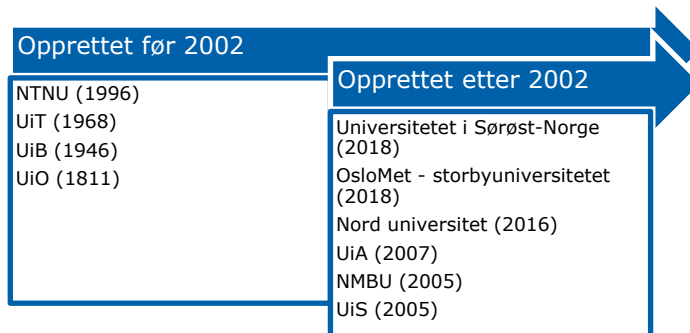 Opprettet før 2002
NTNU (1996)
UiT (1968)
UiB (1946)
UiO (1811)
Opprettet etter 2002
Universitetet i Sørøst-Norge
(2018)
OsloMet - storbyuniversitetet
(2018)
Nord universitet (2016)
UiA (2007)
NMBU (2005)
UiS (2005)